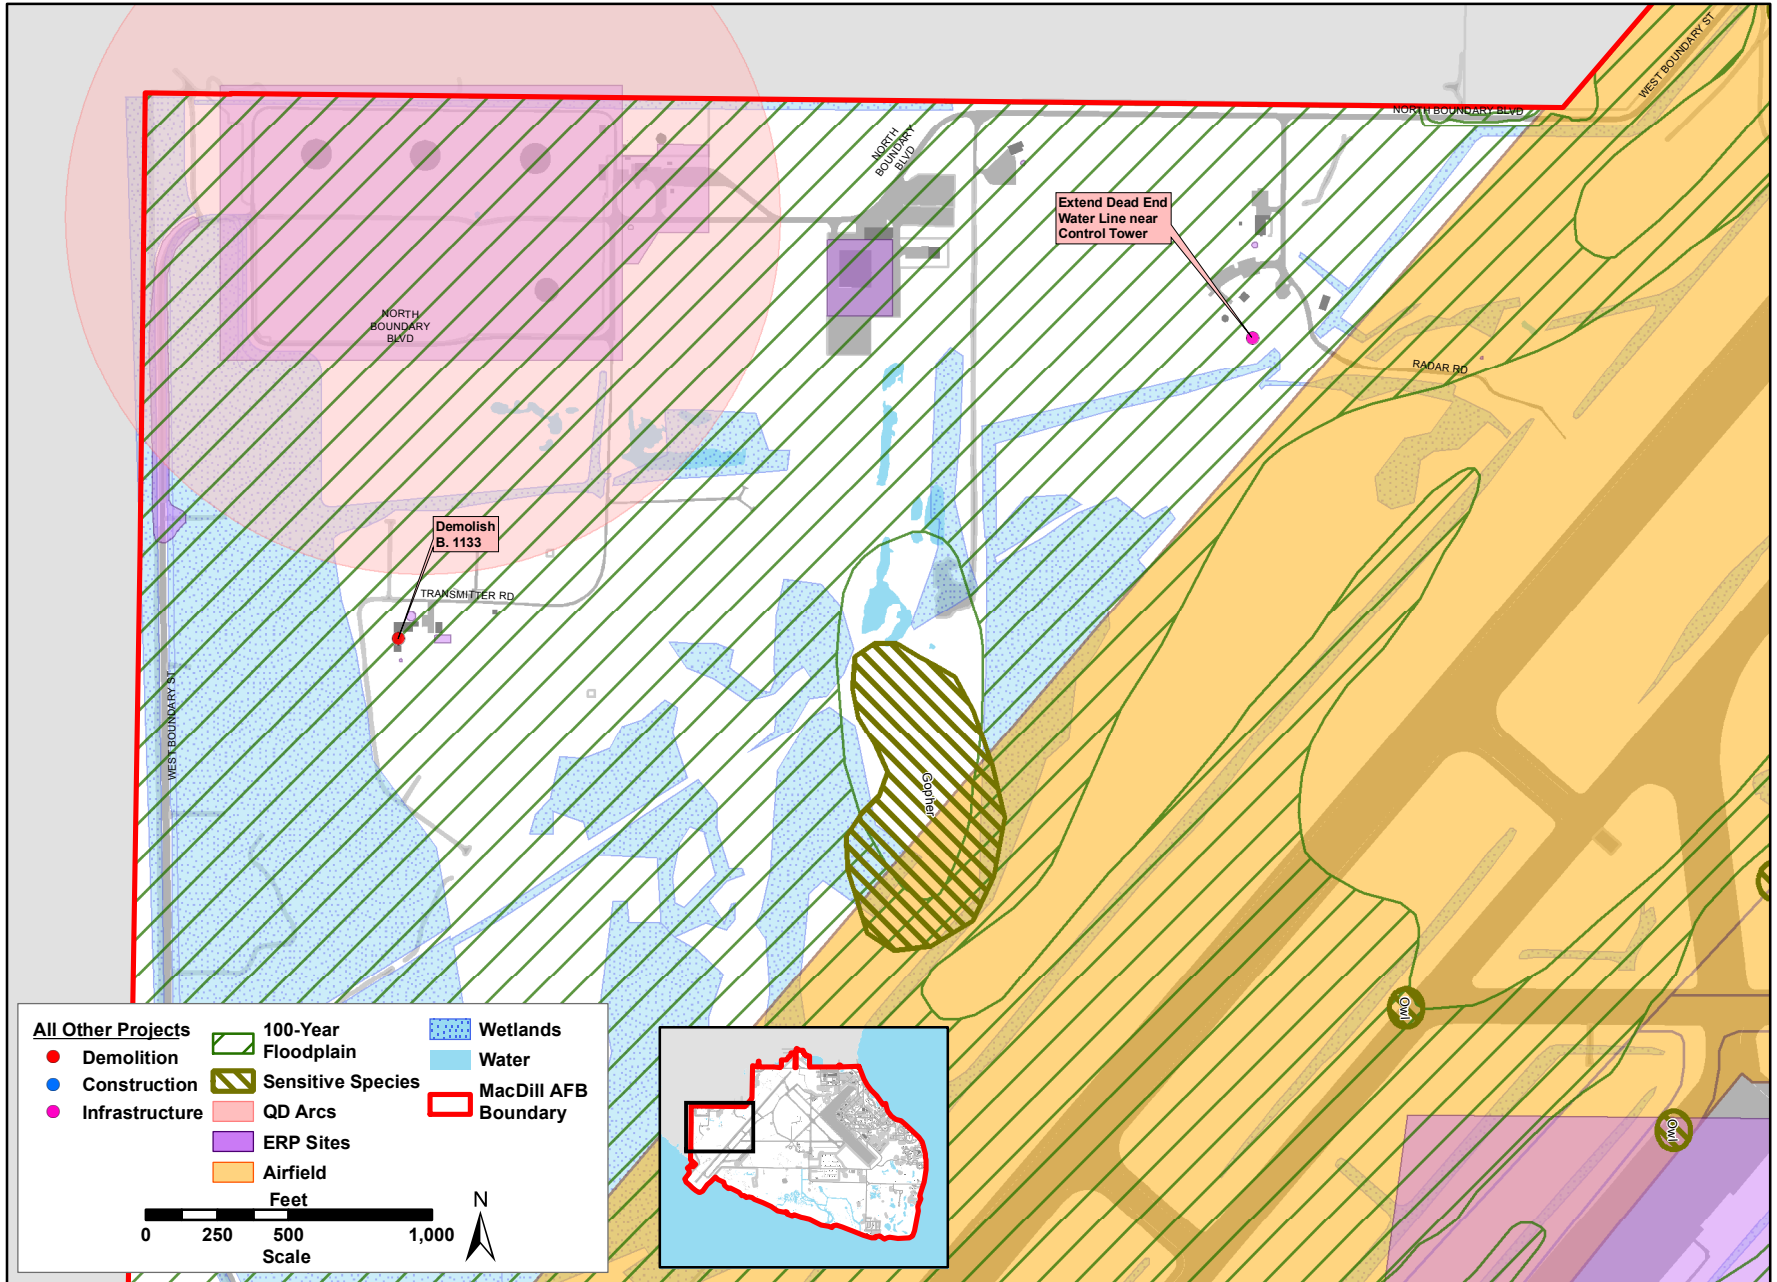 WEST BOUNDARY ST
NORTH BOUNDARY BLVD
NORTH
BOUNDARY
BLVD
Extend Dead End
Water Line near
Control Tower
NORTH
BOUNDARY
BLVD
RADAR RD
Demolish
B. 1133
TRANSMITTER RD
WEST BOUNDARY ST
Gopher
Owl
Owl
All Other Projects
Demolition
Construction
Infrastructure
100-Year
Floodplain
Sensitive Species
QD Arcs
ERP Sites
Airfield
Wetlands
Water
MacDill AFB
Boundary
Feet
0 250 500 1,000
Scale
N